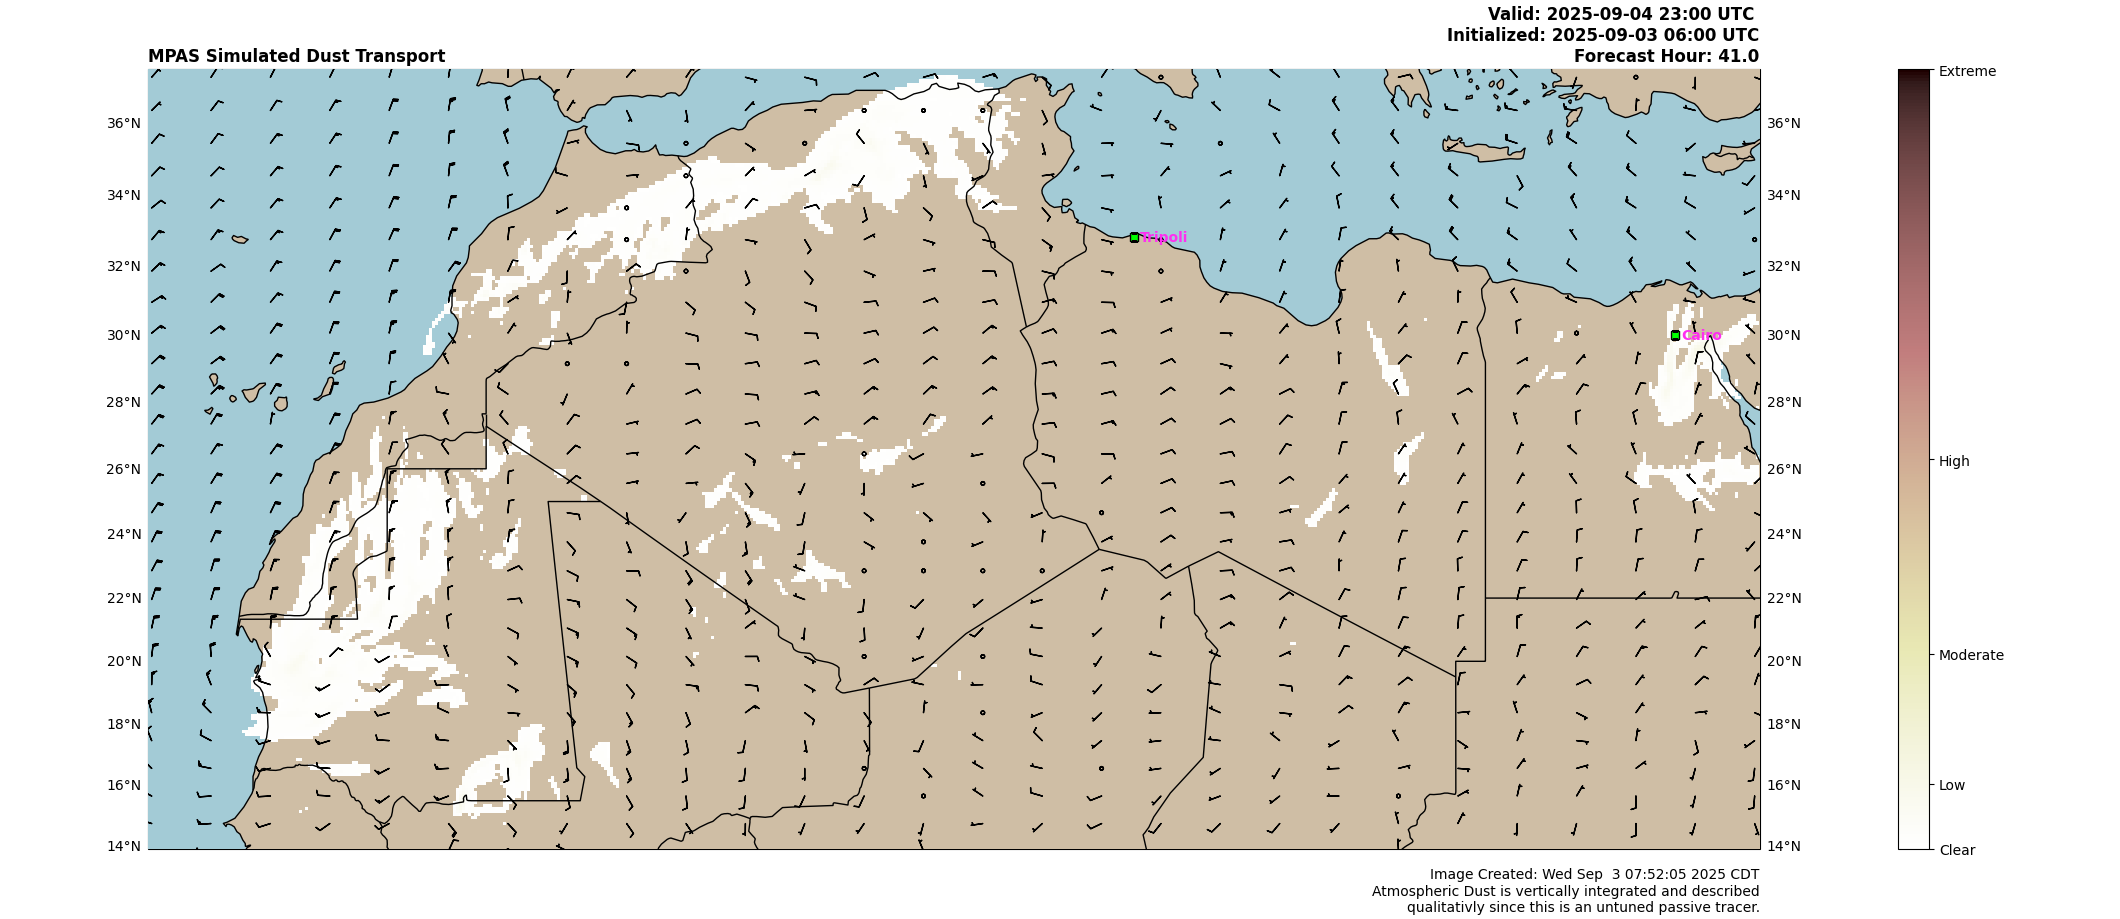 Valid: 2025-09-04 23:00 UTC
Initialized: 2025-09-03 06:00 UTC
MPAS Simulated Dust Transport
Forecast Hour: 41.0
Extreme
36°N
36°N
34°N
34°N
Tripoli
32°N
32°N
30°N
Cairo
30°N
28°N
28°N
26°N
26°N
High
24°N
24°N
22°N
22°N
20°N
20°N
Moderate
18°N
18°N
16°N
16°N
Low
14°N
14°N
Clear
Image Created: Wed Sep  3 07:52:05 2025 CDT
Atmospheric Dust is vertically integrated and described
qualitativly since this is an untuned passive tracer.